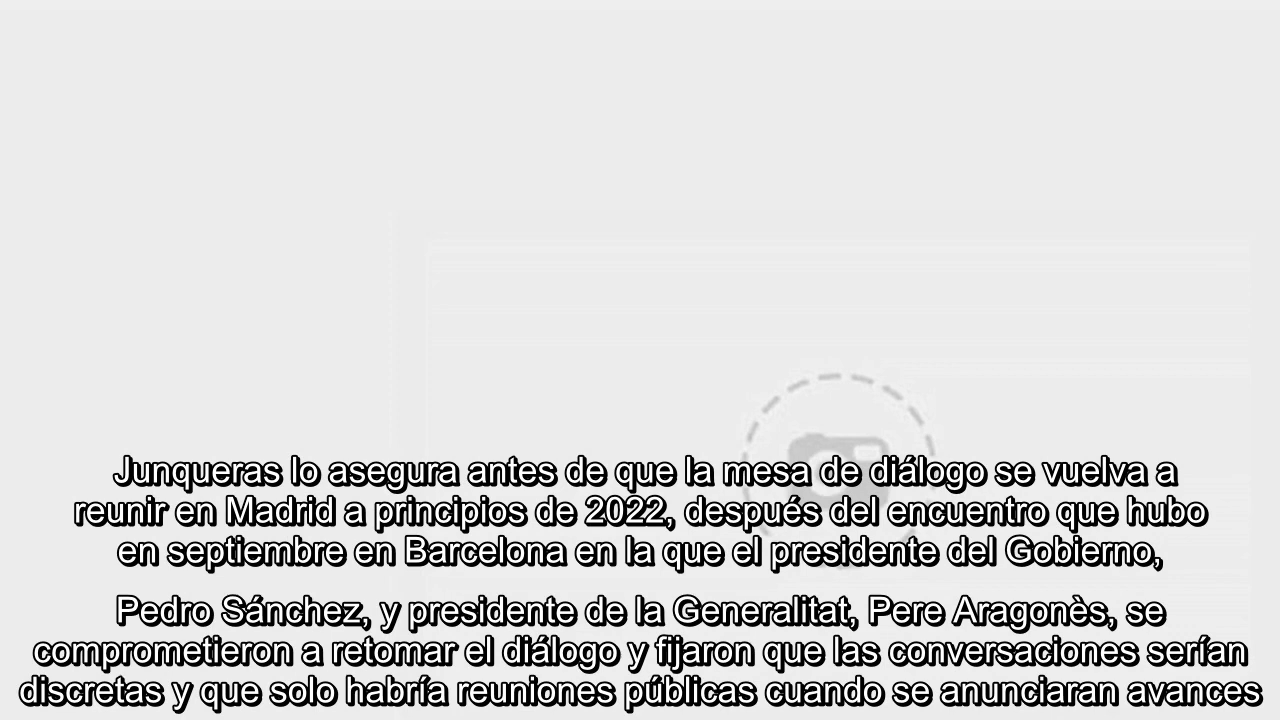 Junqueras lo asegura antes de que la mesa de diálogo se vuelva a
reunir en Madrid a principios de 2022, después del encuentro que hubo
en septiembre en Barcelona en la que el presidente del Gobierno,
Pedro Sánchez, y presidente de la Generalitat, Pere Aragonès, se
comprometieron a retomar el diálogo y fijaron que las conversaciones serían
discretas y que solo habría reuniones públicas cuando se anunciaran avances